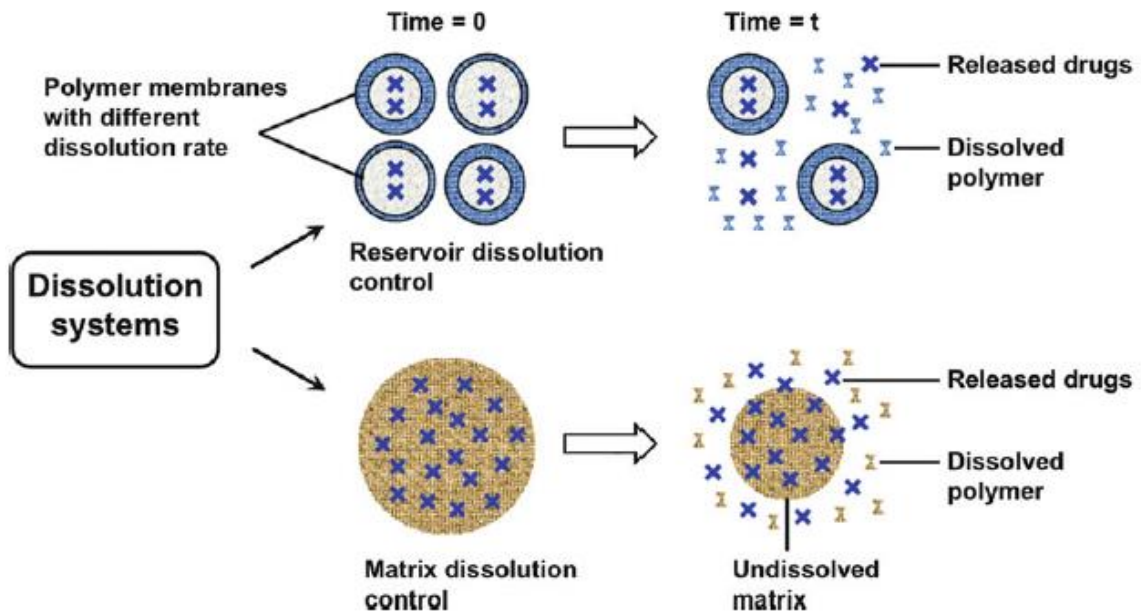 Time = 0
Time = t
Polymer membranes
with different
dissolution rate
Released drugs
Dissolved
polymer
Reservoir dissolution
control
Dissolution
systems
Released drugs
Dissolved
polymer
Matrix dissolution
control
Undissolved
matrix